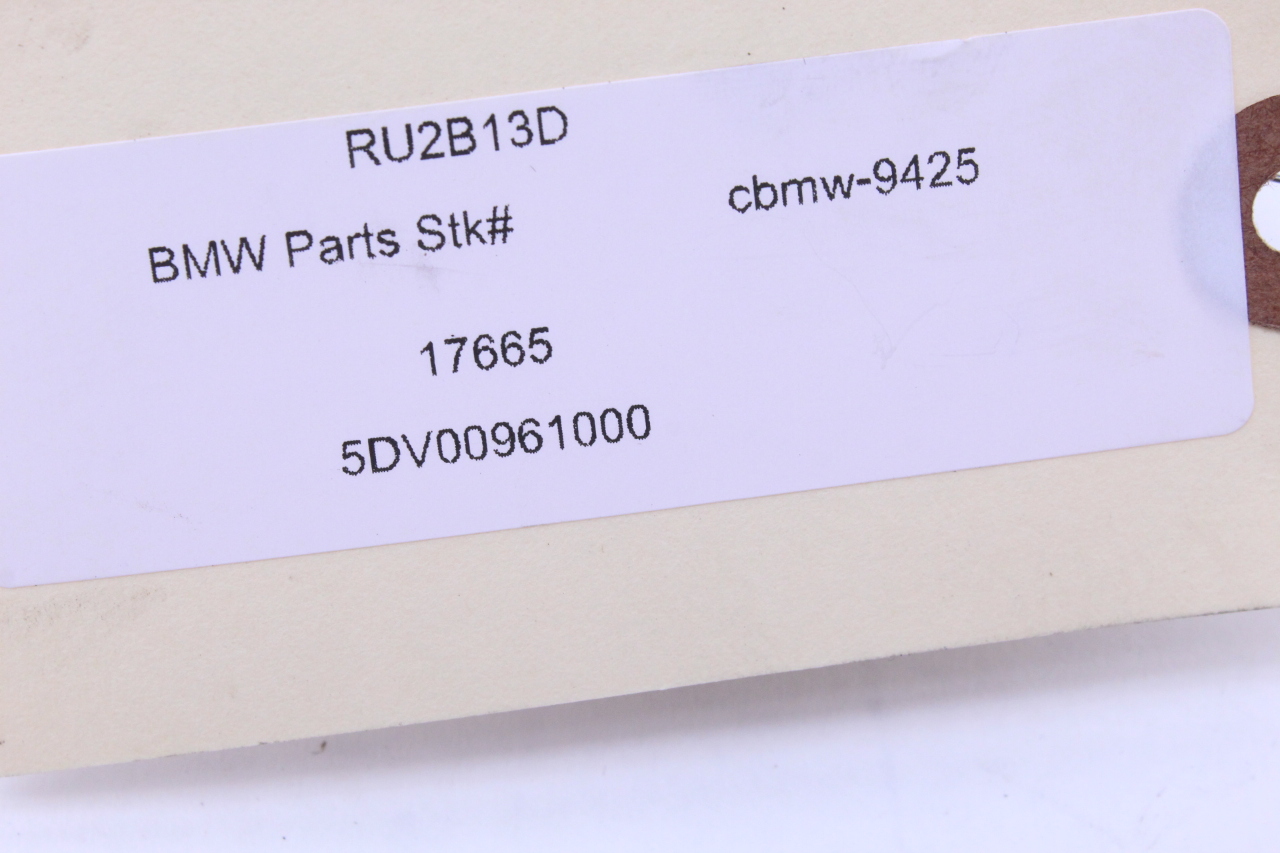 RU2B13D
BMW Parts Stk# cbmw-9425
17665
5DV00961000